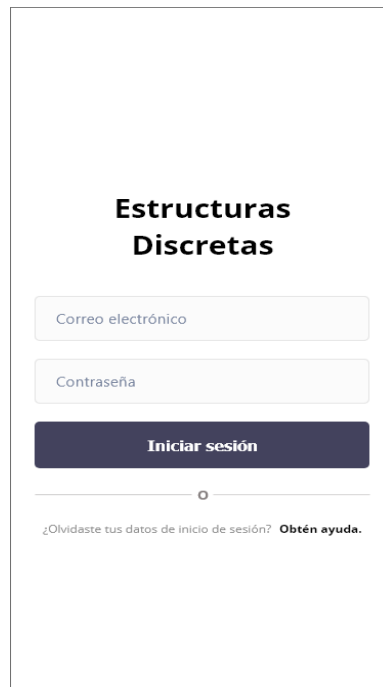 Estructuras
Discretas
Correo electrónico
Contraseña
Iniciar sesión
O
¿Olvidaste tus datos de inicio de sesión? Obtén ayuda.